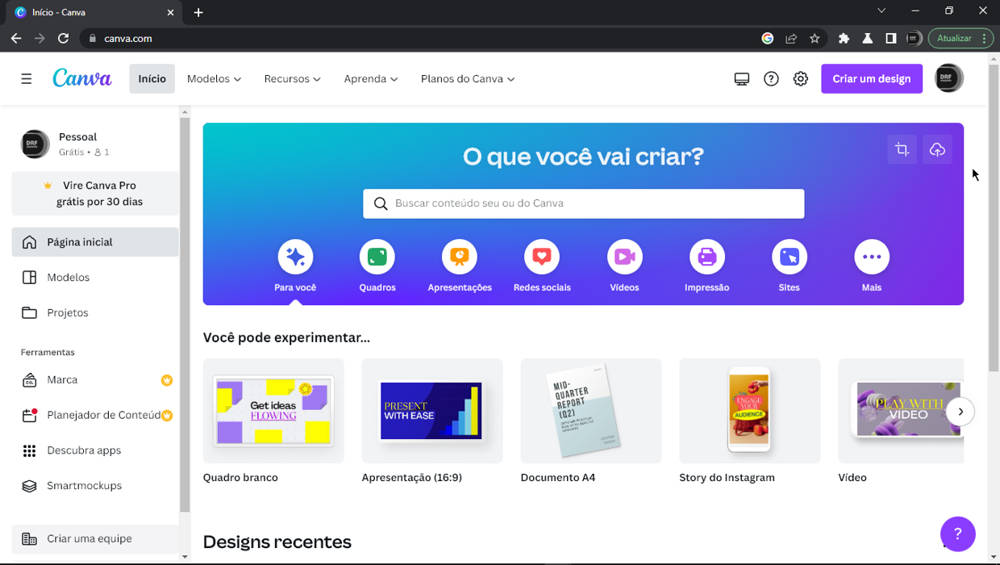 Início - Canva
canva.com
Atualizar
Canva
Início
Modelos
Recursos
Aprenda
Planos do Canva
Criar um design
DRF
DRF
Pessoal
Grátis • 1
Vire Canva Pro
grátis por 30 dias
Página inicial
Modelos
Projetos
Ferramentas
Marca
Planejador de Conteúd
Descubra apps
Smartmockups
Criar uma equipe
O que você vai criar?
Buscar conteúdo seu ou do Canva
Para você
Quadros
Apresentações
Redes sociais
Vídeos
Impressão
Sites
Mais
Você pode experimentar...
Get ideas
FLOWING
PRESENT
WITH EASE
MID-
QUARTER
REPORT
(Q2)
ENGAGE
YOUR
AUDIENCE
PLAY WITH
VIDEO
Quadro branco
Apresentação (16:9)
Documento A4
Story do Instagram
Vídeo
Designs recentes
?